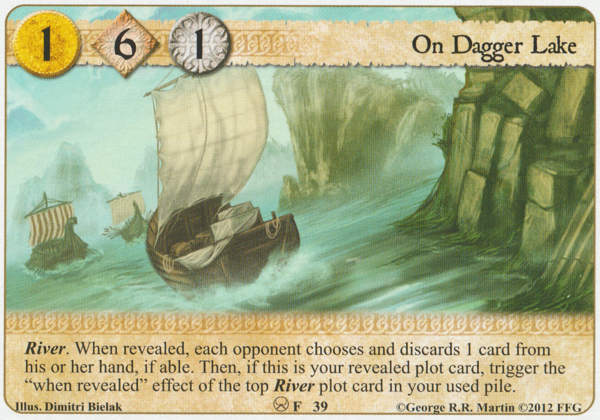 1 6 1 On Dagger Lake
River. When revealed, each opponent chooses and discards 1 card from
his or her hand, if able. Then, if this is your revealed plot card, trigger the
“when revealed” effect of the top River plot card in your used pile.
Illus. Dimitri Bielak F 39 ©George R.R. Martin ©2012 FFG